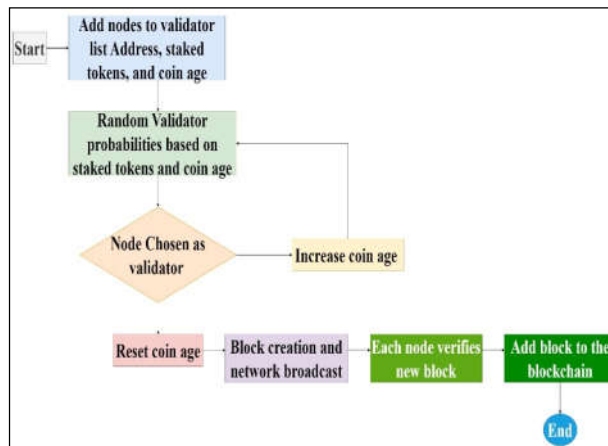 Start
Add nodes to validator
list Address, staked
tokens, and coin age
Random Validator
probabilities based on
staked tokens and coin age
Node Chosen as
validator
Increase coin age
Reset coin age
Block creation and
network broadcast
Each node verifies
new block
Add block to the
blockchain
End